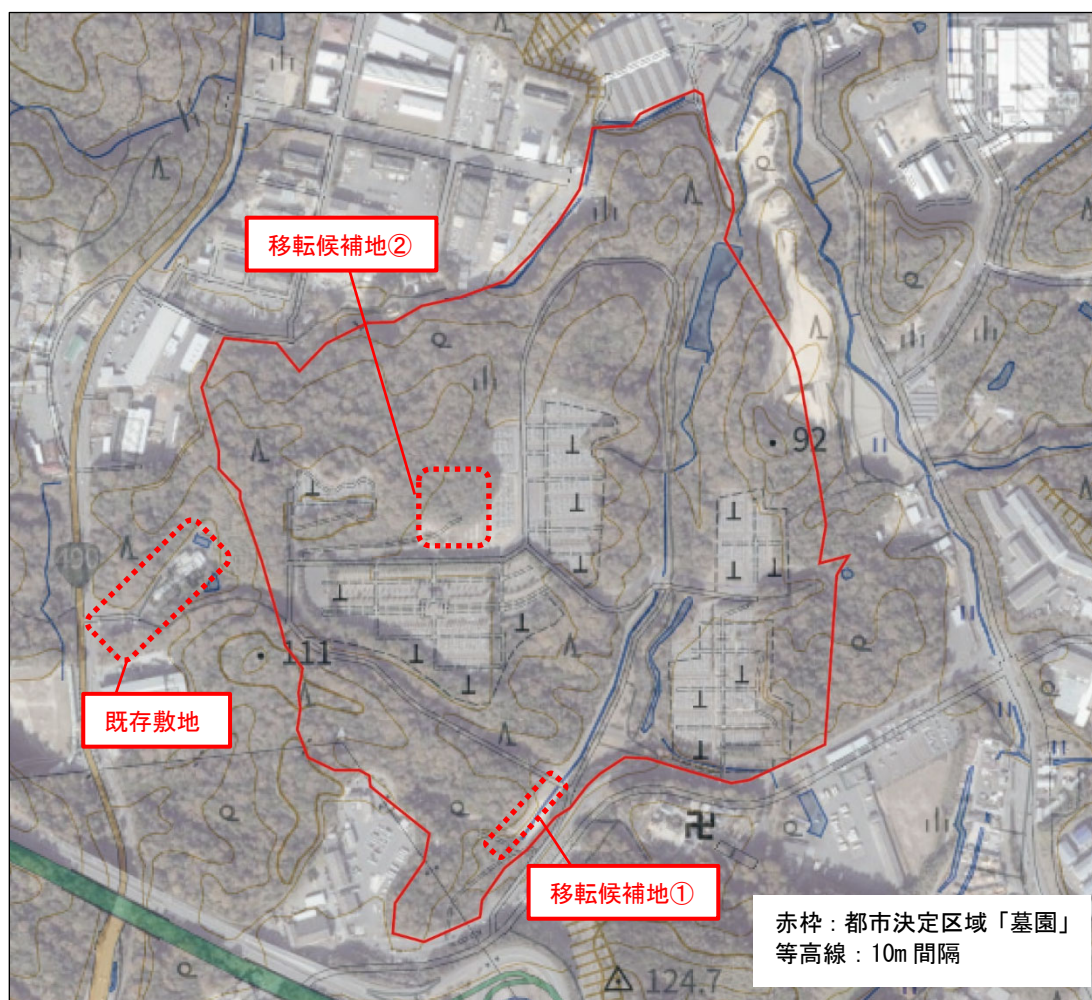 移転候補地②
92
490
111
既存敷地
移転候補地①
赤枠：都市決定区域「墓園」
等高線：10m 間隔
124.7